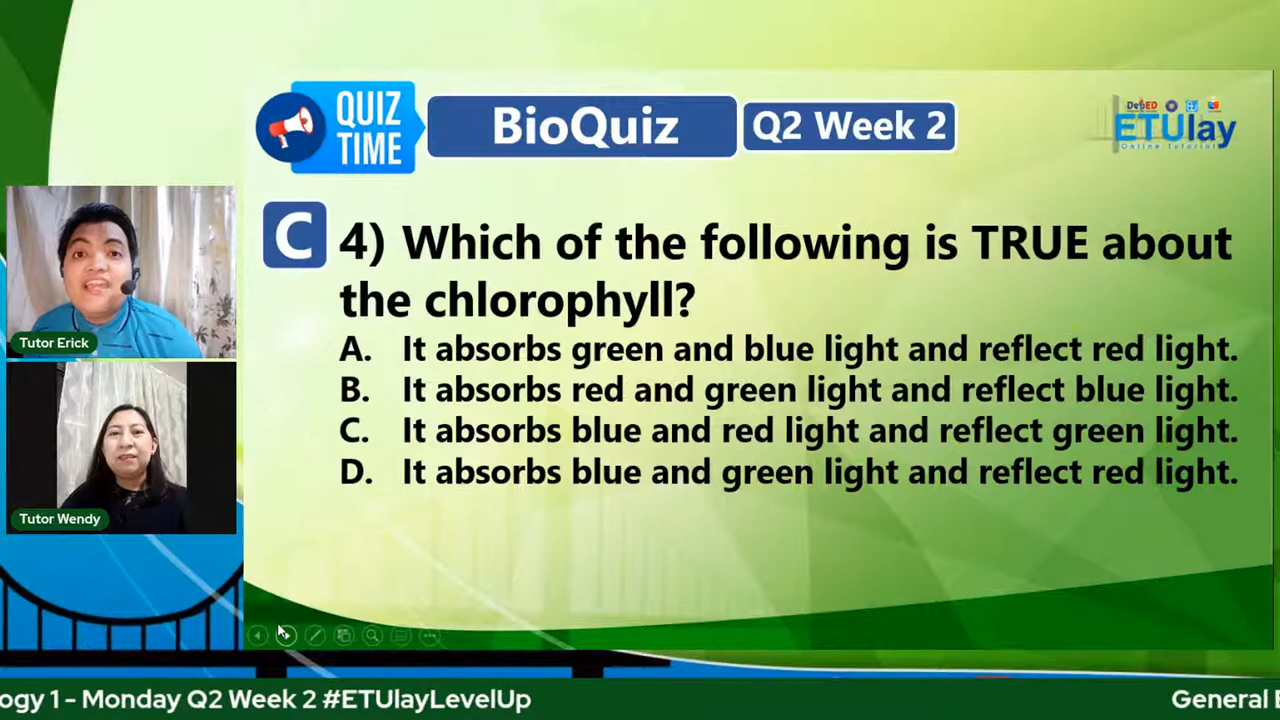 QUIZ
TIME
BioQuiz
Q2 Week 2
DepED
ETUlay
Online Tutorial
C
4) Which of the following is TRUE about
the chlorophyll?
A. It absorbs green and blue light and reflect red light.
B. It absorbs red and green light and reflect blue light.
C. It absorbs blue and red light and reflect green light.
D. It absorbs blue and green light and reflect red light.
Tutor Erick
Tutor Wendy
ogy 1 - Monday Q2 Week 2 #ETUlayLevelUp
General E